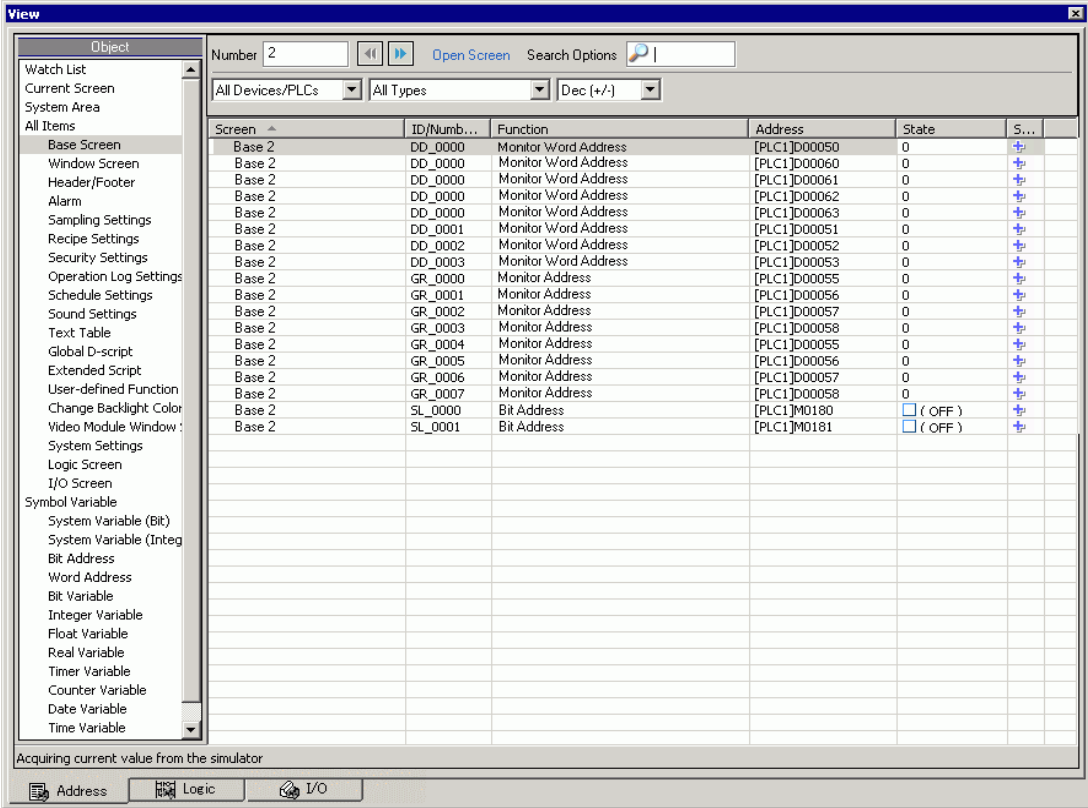 View
Object
Watch List
Current Screen
System Area
All Items
Base Screen
Window Screen
Header/Footer
Alarm
Sampling Settings
Recipe Settings
Security Settings
Operation Log Settings
Schedule Settings
Sound Settings
Text Table
Global D-script
Extended Script
User-defined Function
Change Backlight Color
Video Module Window
System Settings
Logic Screen
I/O Screen
Symbol Variable
System Variable (Bit)
System Variable (Integ
Bit Address
Word Address
Bit Variable
Integer Variable
Float Variable
Real Variable
Timer Variable
Counter Variable
Date Variable
Time Variable
Number 2 Open Screen Search Options
All Devices/PLCs All Types Dec (+/-)
Screen ID/Numb... Function Address State S...
Base 2 DD_0000 Monitor Word Address [PLC1]D00050 0
Base 2 DD_0000 Monitor Word Address [PLC1]D00060 0
Base 2 DD_0000 Monitor Word Address [PLC1]D00061 0
Base 2 DD_0000 Monitor Word Address [PLC1]D00062 0
Base 2 DD_0000 Monitor Word Address [PLC1]D00063 0
Base 2 DD_0001 Monitor Word Address [PLC1]D00051 0
Base 2 DD_0002 Monitor Word Address [PLC1]D00052 0
Base 2 DD_0003 Monitor Word Address [PLC1]D00053 0
Base 2 GR_0000 Monitor Address [PLC1]D00055 0
Base 2 GR_0001 Monitor Address [PLC1]D00056 0
Base 2 GR_0002 Monitor Address [PLC1]D00057 0
Base 2 GR_0003 Monitor Address [PLC1]D00058 0
Base 2 GR_0004 Monitor Address [PLC1]D00055 0
Base 2 GR_0005 Monitor Address [PLC1]D00056 0
Base 2 GR_0006 Monitor Address [PLC1]D00057 0
Base 2 GR_0007 Monitor Address [PLC1]D00058 0
Base 2 SL_0000 Bit Address [PLC1]M0180 ( OFF )
Base 2 SL_0001 Bit Address [PLC1]M0181 ( OFF )
Acquiring current value from the simulator
Address Logic I/O